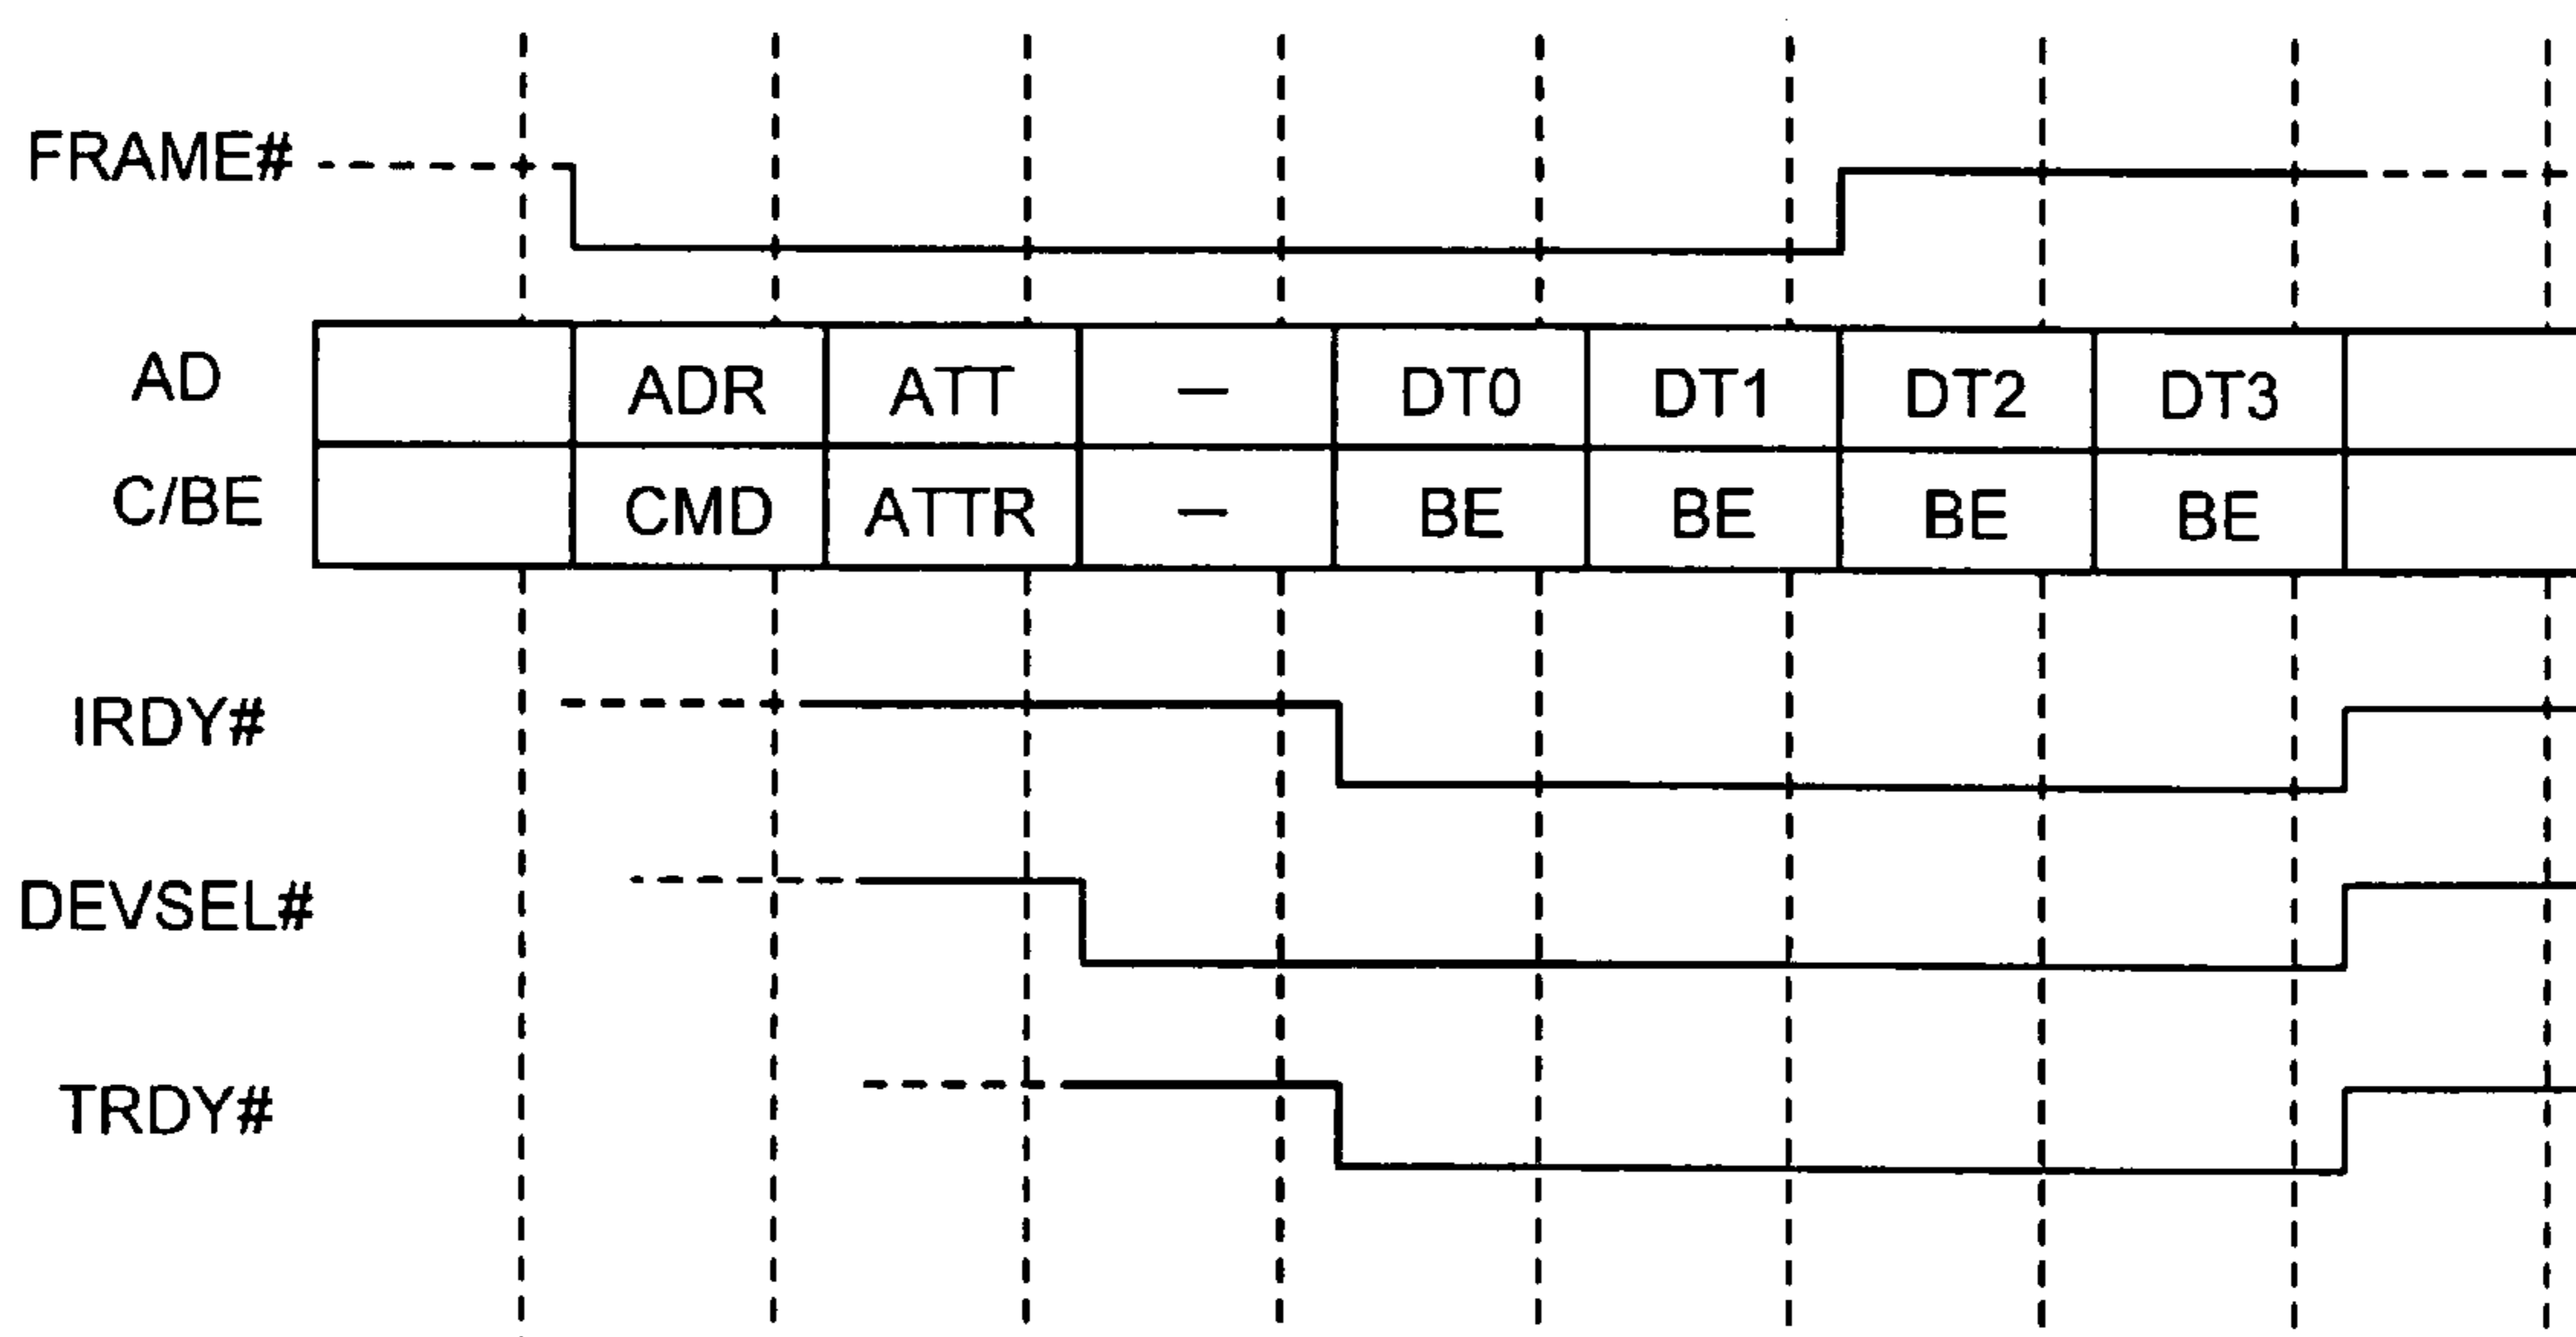 FRAME#
AD ADR ATT – DT0 DT1 DT2 DT3
C/BE CMD ATTR – BE BE BE BE
IRDY#
DEVSEL#
TRDY#